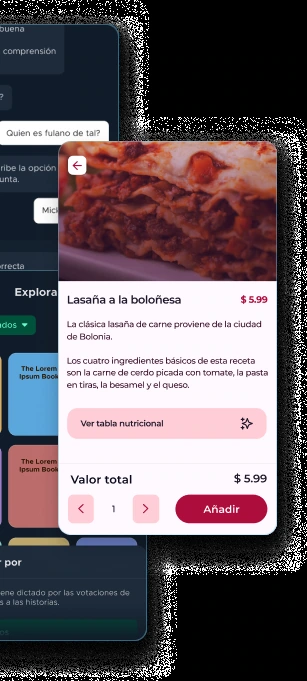 buena
comprensión
?
Quien es fulano de tal?
ribe la opción
unta.
Mick
orrecta
Explora
ados
The Lorem
Ipsum Book
The Lorem
Ipsum Book
r por
ene dictado por las votaciones de
s a las historias.
Lasaña a la boloñesa
$ 5.99
La clásica lasaña de carne proviene de la ciudad
de Bolonia.
Los cuatro ingredientes básicos de esta receta
son la carne de cerdo picada con tomate, la pasta
en tiras, la besamel y el queso.
Ver tabla nutricional
Valor total
$ 5.99
1
Añadir